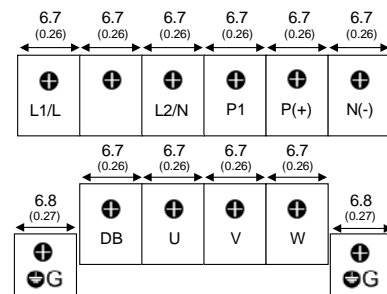 6.7 6.7 6.7 6.7 6.7 6.7
(0.26) (0.26) (0.26) (0.26) (0.26) (0.26)
L1/L L2/N P1 P(+) N(-)
6.7 6.7 6.7 6.7
(0.26) (0.26) (0.26) (0.26)
6.8 6.8
(0.27) (0.27)
DB U V W
G G